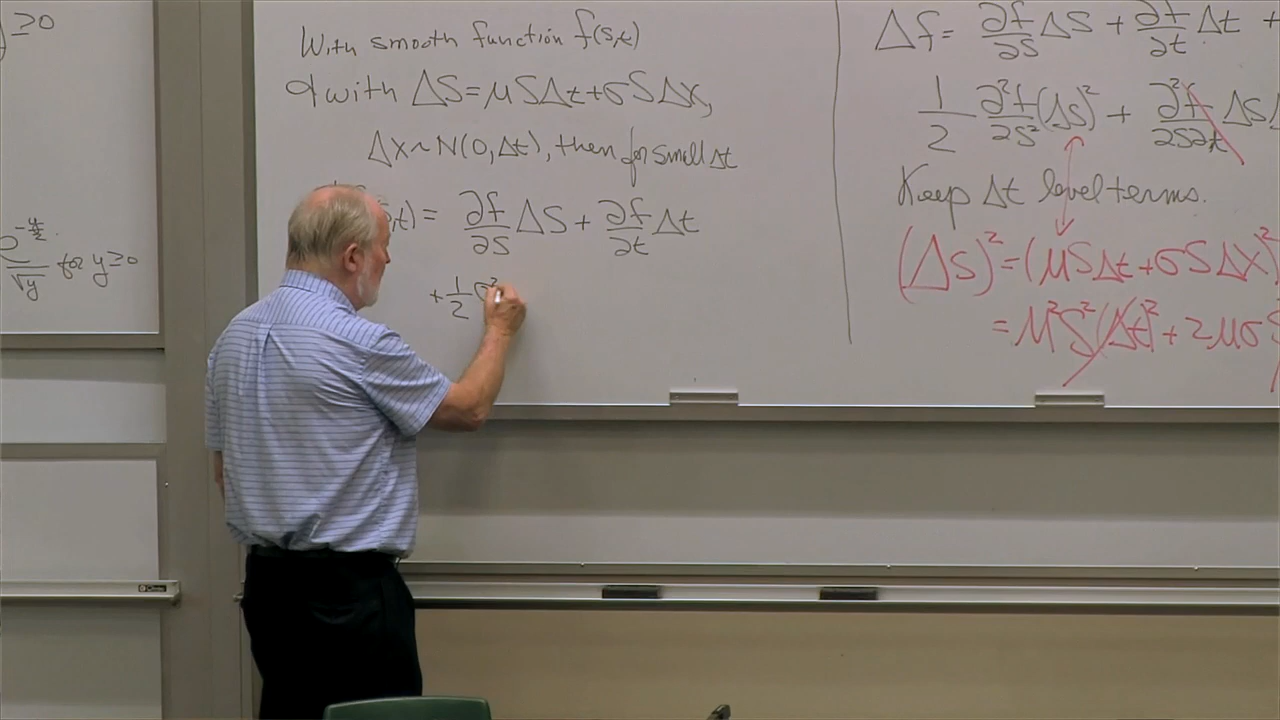 ≥0
e^{-y/2}/√y for y≥0
With smooth function f(s,t)
& with ΔS=μSΔt+σSΔX,
ΔX~N(0,Δt), then for small Δt
,t) = ∂f/∂S ΔS + ∂f/∂t Δt
+ 1/2 σ²
Δf = ∂f/∂S ΔS + ∂f/∂t Δt +
1/2 ∂²f/∂S² (ΔS)² + ∂²f/∂S∂t ΔS
Keep Δt level terms.
(ΔS)² = (μSΔt+σSΔX)²
= μ²S²(Δt)² + 2μσS